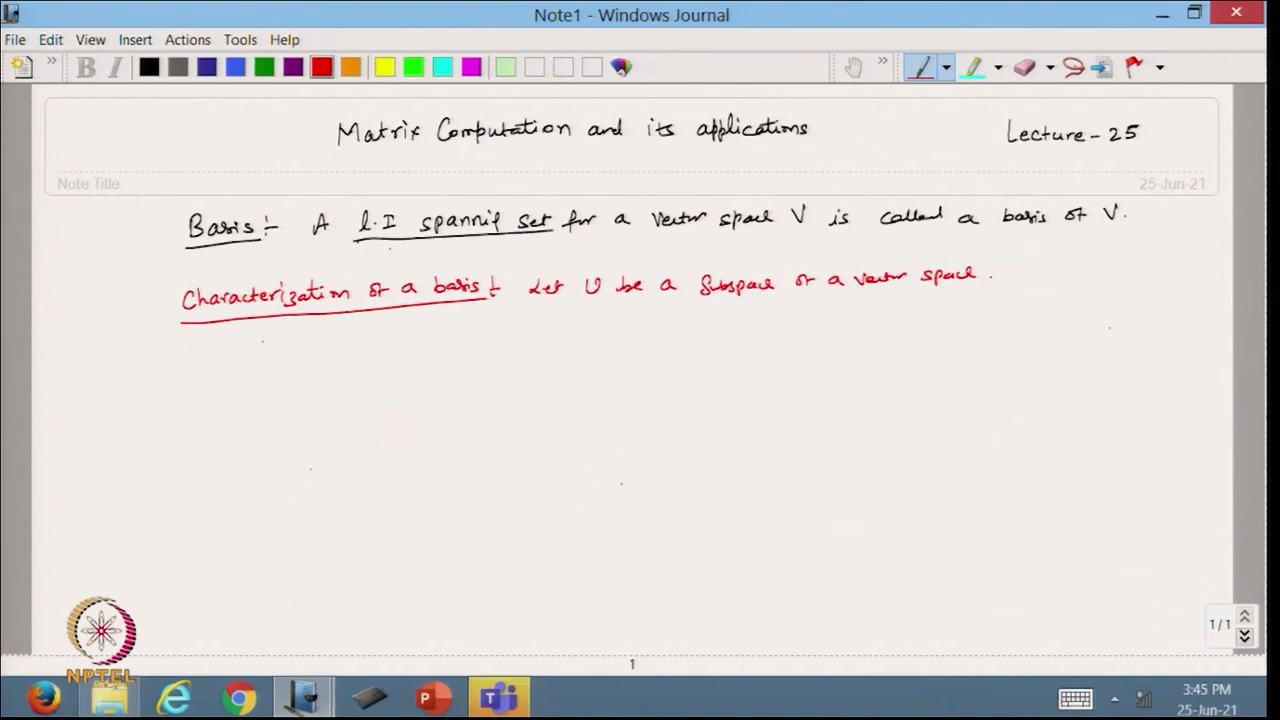 Note1 - Windows Journal
File Edit View Insert Actions Tools Help
Matrix Computation and its applications Lecture - 25
Note Title 25-Jun-21
Basis :- A l.I spannig set for a vector space V is called a basis of V.
Characterization of a basis :- Let U be a subspace of a vector space.
1 / 1
NPTEL
1
3:45 PM
25-Jun-21